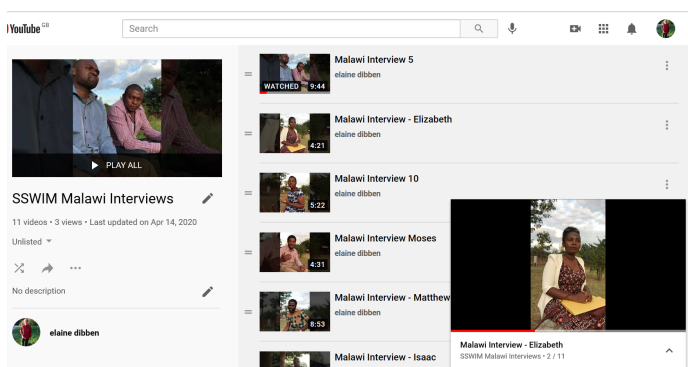 YouTube GB
Search
WATCHED 9:44
Malawi Interview 5
elaine dibben
PLAY ALL
4:21
Malawi Interview - Elizabeth
elaine dibben
SSWIM Malawi Interviews
11 videos • 3 views • Last updated on Apr 14, 2020
Unlisted
No description
elaine dibben
5:22
Malawi Interview 10
elaine dibben
4:31
Malawi Interview Moses
elaine dibben
8:53
Malawi Interview - Matthew
elaine dibben
Malawi Interview - Isaac
Malawi Interview - Elizabeth
SSWIM Malawi Interviews • 2 / 11